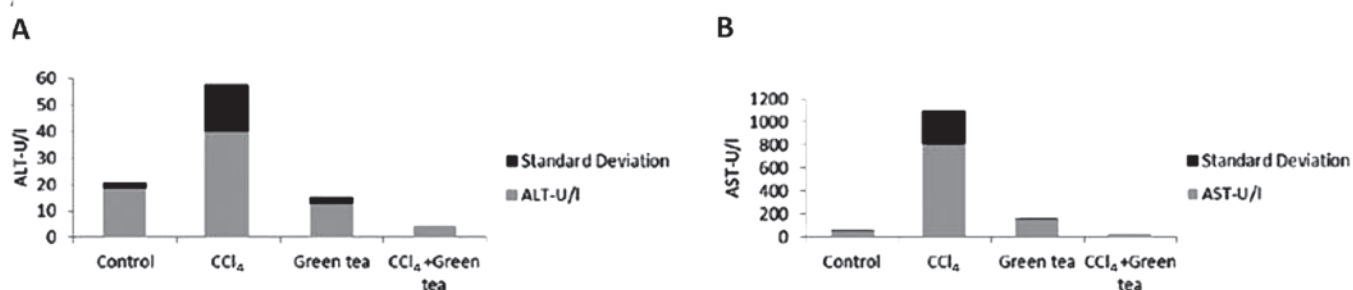 A
60
50
40
30
20
10
0
ALT-U/I
Control
CCl₄
Green tea
CCl₄ +Green
tea
Standard Deviation
ALT-U/I
B
1200
1000
800
600
400
200
0
AST-U/I
Control
CCl₄
Green tea
CCl₄ +Green
tea
Standard Deviation
AST-U/I